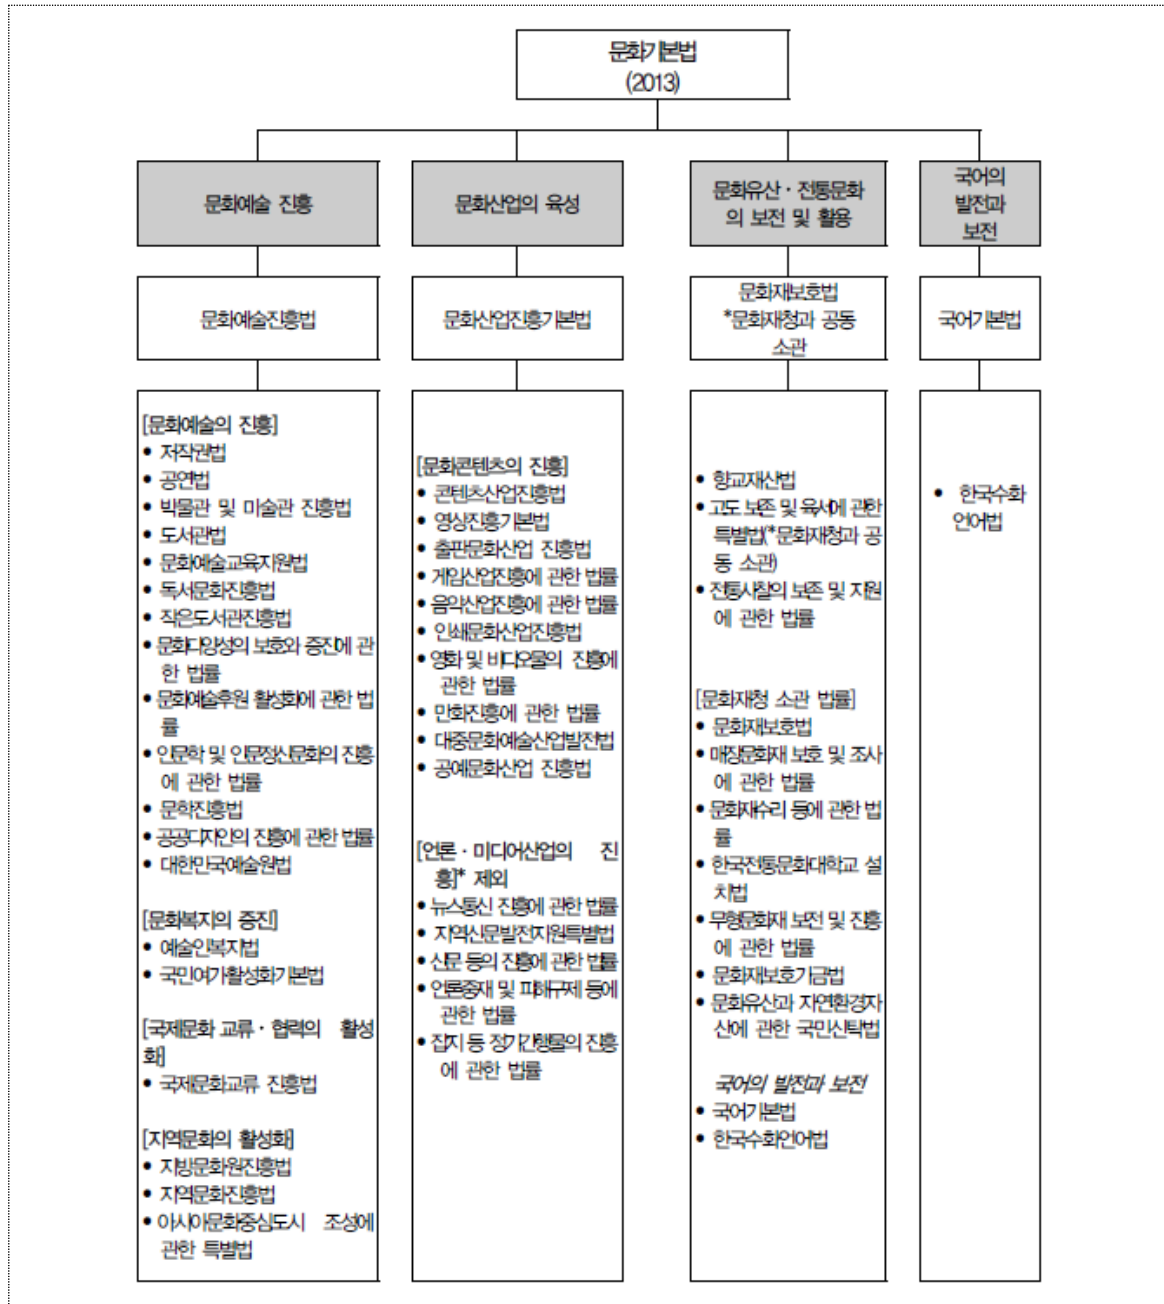 문화기본법
(2013)
문화예술 진흥
문화산업의 육성
문화유산 · 전통문화
의 보전 및 활용
국어의
발전과
보전
문화예술진흥법
문화산업진흥기본법
문화재보호법
*문화재청과 공동
소관
국어기본법
[문화예술의 진흥]
• 저작권법
• 공연법
• 박물관 및 미술관 진흥법
• 도서관법
• 문화예술교육지원법
• 독서문화진흥법
• 작은도서관진흥법
• 문화다양성의 보호와 증진에 관
한 법률
• 문화예술후원 활성화에 관한 법
률
• 인문학 및 인문정신문화의 진흥
에 관한 법률
• 문학진흥법
• 공공디자인의 진흥에 관한 법률
• 대한민국예술원법
[문화복지의 증진]
• 예술인복지법
• 국민여가활성화기본법
[국제문화 교류 · 협력의 활성
화]
• 국제문화교류 진흥법
[지역문화의 활성화]
• 지방문화원진흥법
• 지역문화진흥법
• 아시아문화중심도시 조성에
관한 특별법
[문화콘텐츠의 진흥]
• 콘텐츠산업진흥법
• 영상진흥기본법
• 출판문화산업 진흥법
• 게임산업진흥에 관한 법률
• 음악산업진흥에 관한 법률
• 인쇄문화산업진흥법
• 영화 및 비디오물의 진흥에
관한 법률
• 만화진흥에 관한 법률
• 대중문화예술산업발전법
• 공예문화산업 진흥법
[언론 · 미디어산업의 진
흥]* 제외
• 뉴스통신 진흥에 관한 법률
• 지역신문발전지원특별법
• 신문 등의 진흥에 관한 법률
• 언론중재 및 피해규제 등에
관한 법률
• 잡지 등 정기간행물의 진흥
에 관한 법률
• 향교재산법
• 고도 보존 및 육서에 관한
특별법(*문화재청과 공
동 소관)
• 전통사찰의 보존 및 지원
에 관한 법률
[문화재청 소관 법률]
• 문화재보호법
• 매장문화재 보호 및 조사
에 관한 법률
• 문화재수리 등에 관한 법
률
• 한국전통문화대학교 설
치법
• 무형문화재 보전 및 진흥
에 관한 법률
• 문화재보호기금법
• 문화유산과 자연환경자
산에 관한 국민신탁법
국어의 발전과 보전
• 국어기본법
• 한국수화언어법
• 한국수화
언어법